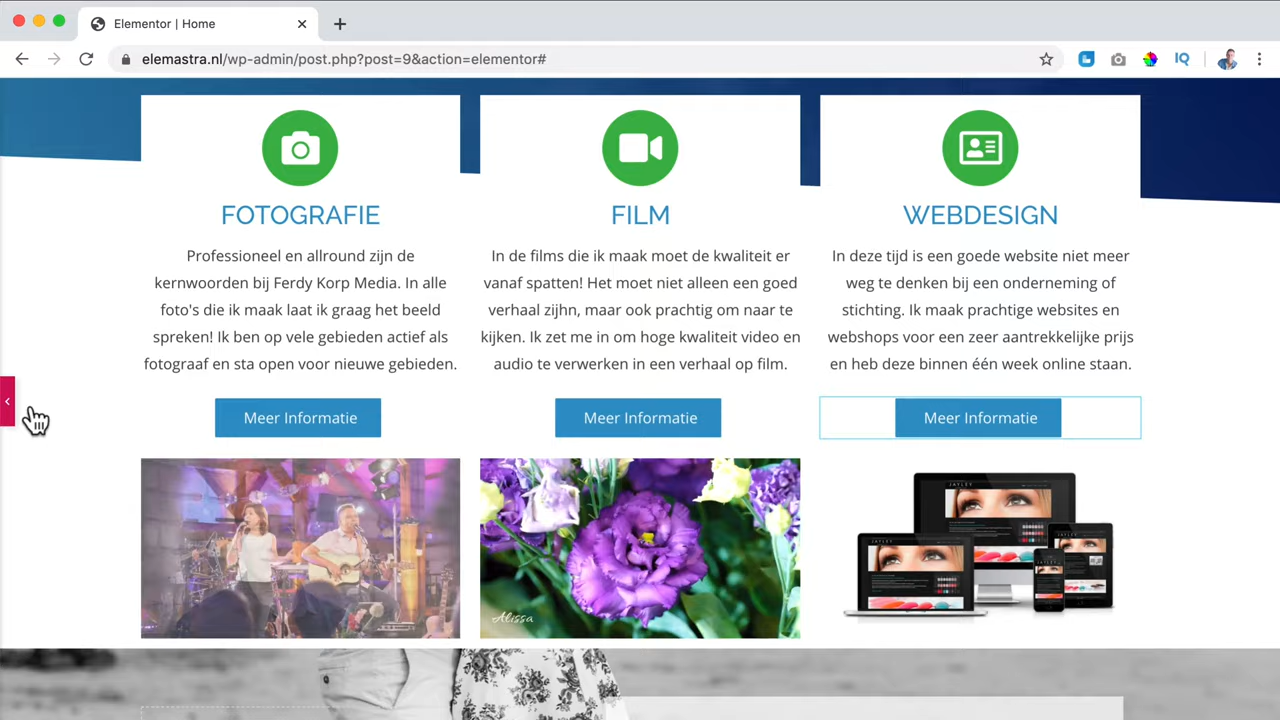 Elementor | Home
elemastra.nl/wp-admin/post.php?post=9&action=elementor#
IQ
FOTOGRAFIE
Professioneel en allround zijn de
kernwoorden bij Ferdy Korp Media. In alle
foto's die ik maak laat ik graag het beeld
spreken! Ik ben op vele gebieden actief als
fotograaf en sta open voor nieuwe gebieden.
Meer Informatie
FILM
In de films die ik maak moet de kwaliteit er
vanaf spatten! Het moet niet alleen een goed
verhaal zijhn, maar ook prachtig om naar te
kijken. Ik zet me in om hoge kwaliteit video en
audio te verwerken in een verhaal op film.
Meer Informatie
WEBDESIGN
In deze tijd is een goede website niet meer
weg te denken bij een onderneming of
stichting. Ik maak prachtige websites en
webshops voor een zeer aantrekkelijke prijs
en heb deze binnen één week online staan.
Meer Informatie
Alissa
JAYLEY